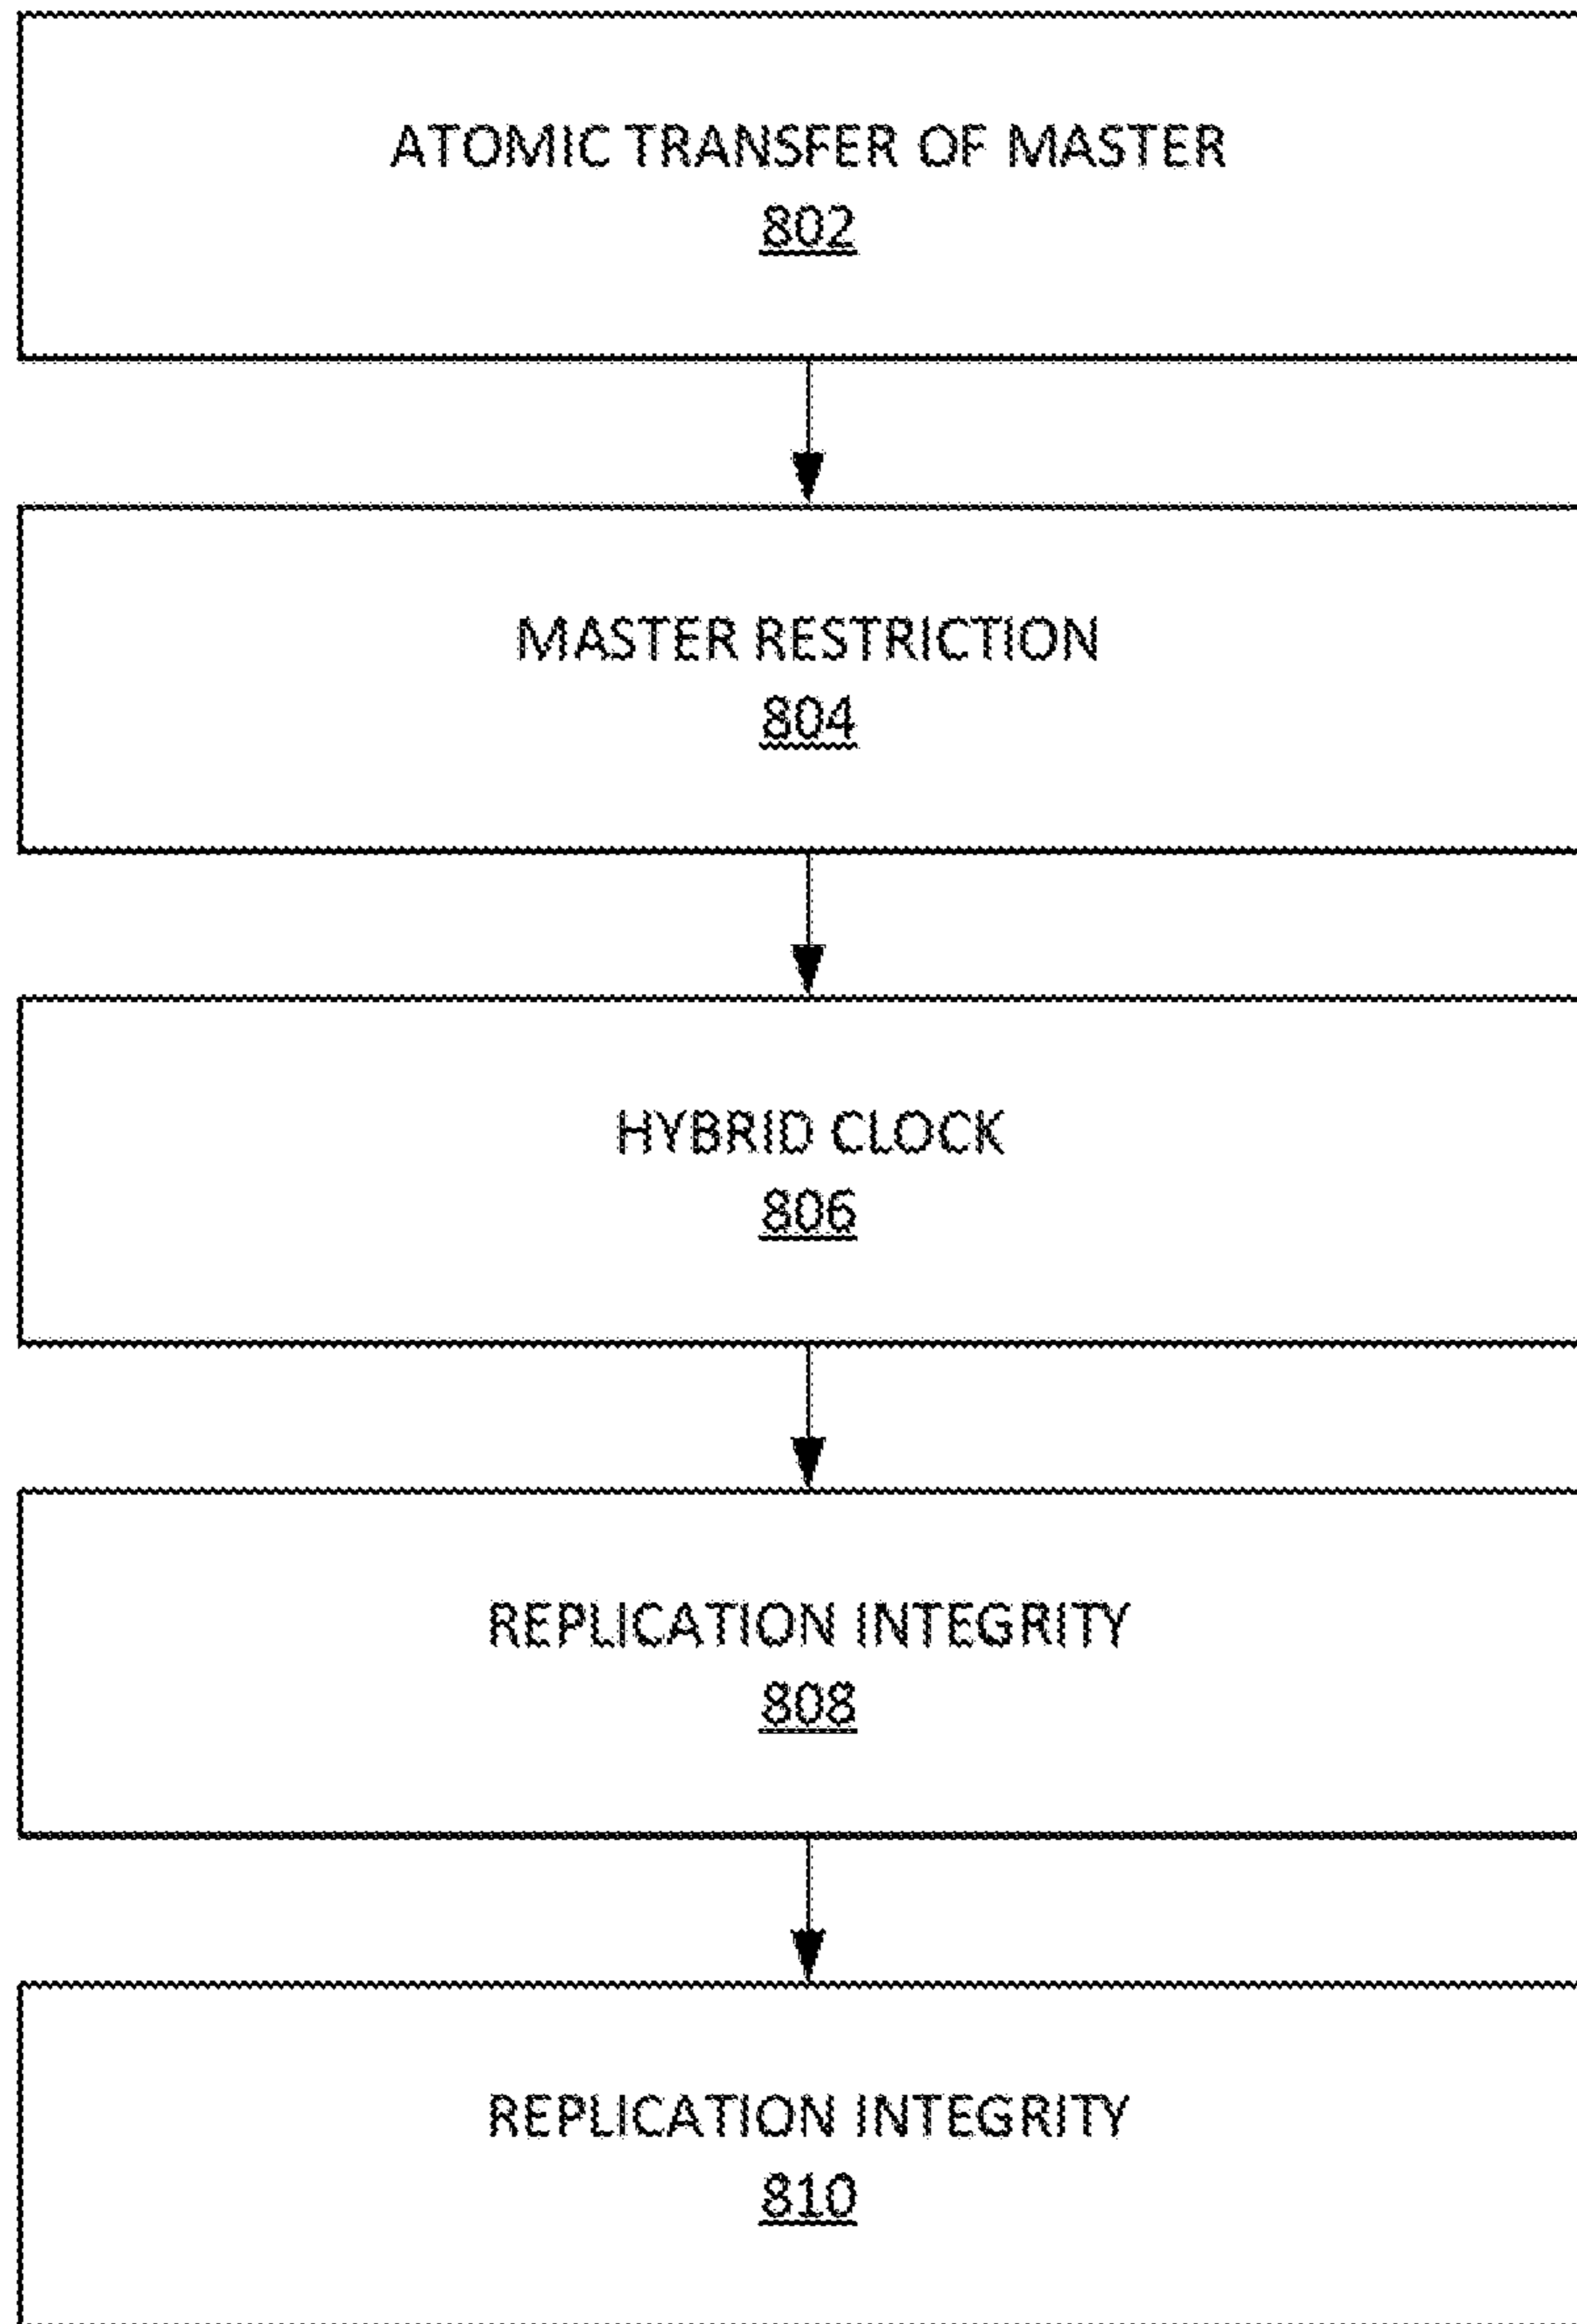 ATOMIC TRANSFER OF MASTER
802
MASTER RESTRICTION
804
HYBRID CLOCK
806
REPLICATION INTEGRITY
808
REPLICATION INTEGRITY
810